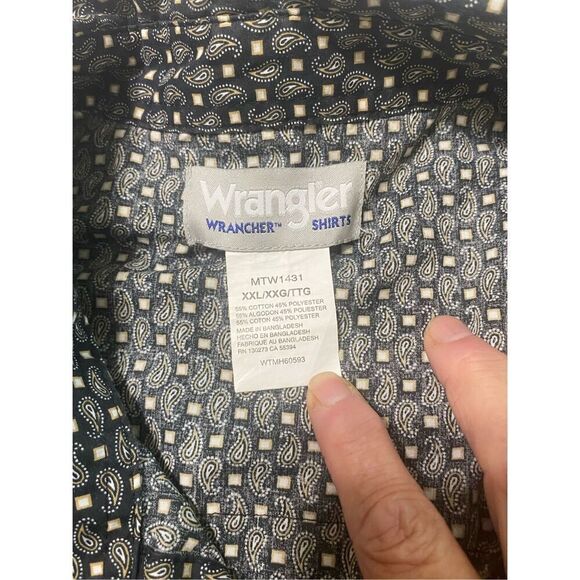 Wrangler
WRANCHER™ SHIRTS
MTW1431
XXL/XXG/TTG
55% COTTON 45% POLYESTER
55% ALGODON 45% POLIESTER
55% COTON 45% POLYESTER
MADE IN BANGLADESH
HECHO EN BANGLADESH
FABRIQUE AU BANGLADESH
RN 130273 CA 55394
WTMH60593